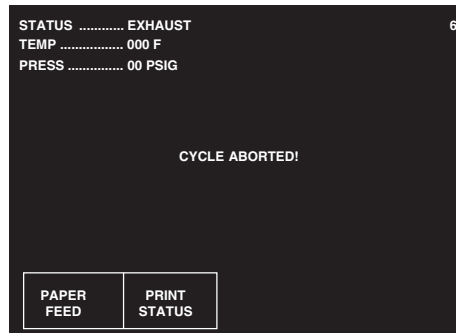 STATUS ............ EXHAUST 6
TEMP ................ 000 F
PRESS ............... 00 PSIG
CYCLE ABORTED!
PAPER FEED
PRINT STATUS